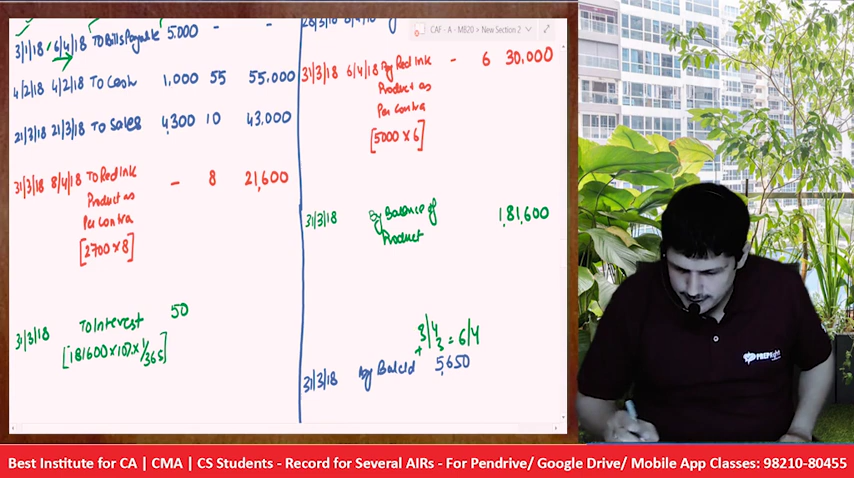 CAF - A - MB20 > New Section 2
3/1/18 6/4/18 To Bills Payable 5.000 - -
4/2/18 4/2/18 To Cash 1,000 55 55.000
21/3/18 21/3/18 To Sales 4,300 10 43.000
31/3/18 8/4/18 To Red Ink - 8 21,600
Product as
Per Contra
[2700 x 8]
31/3/18 To Interest 50
[181600 x 10% x 1/365]
31/3/18 6/4/18 By Red Ink - 6 30,000
Product as
Per Contra
[5000 x 6]
31/3/18 By Balance of 1,81,600
Product
3/4
+ 3 = 6/4
31/3/18 By Bal c/d 5,650
Best Institute for CA | CMA | CS Students - Record for Several AIRs - For Pendrive/ Google Drive/ Mobile App Classes: 98210-80455